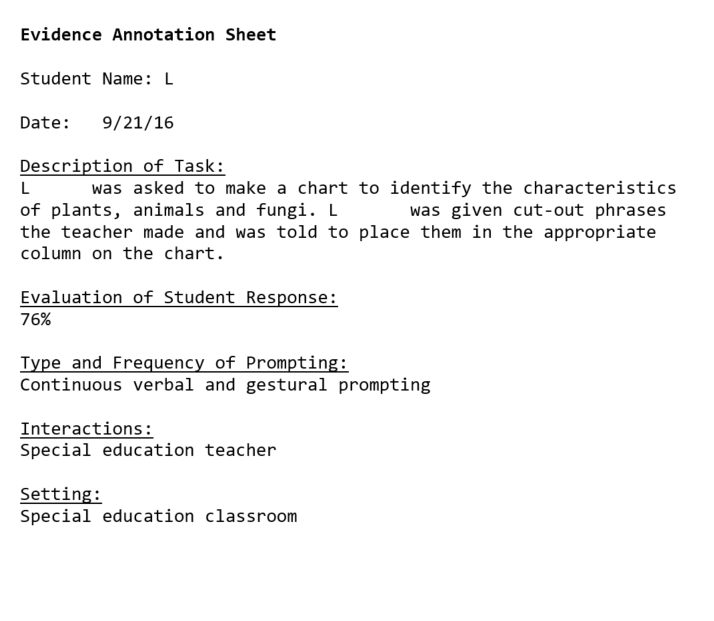 Evidence Annotation Sheet
Student Name: L
Date: 9/21/16
Description of Task:
L was asked to make a chart to identify the characteristics
of plants, animals and fungi. L was given cut-out phrases
the teacher made and was told to place them in the appropriate
column on the chart.
Evaluation of Student Response:
76%
Type and Frequency of Prompting:
Continuous verbal and gestural prompting
Interactions:
Special education teacher
Setting:
Special education classroom